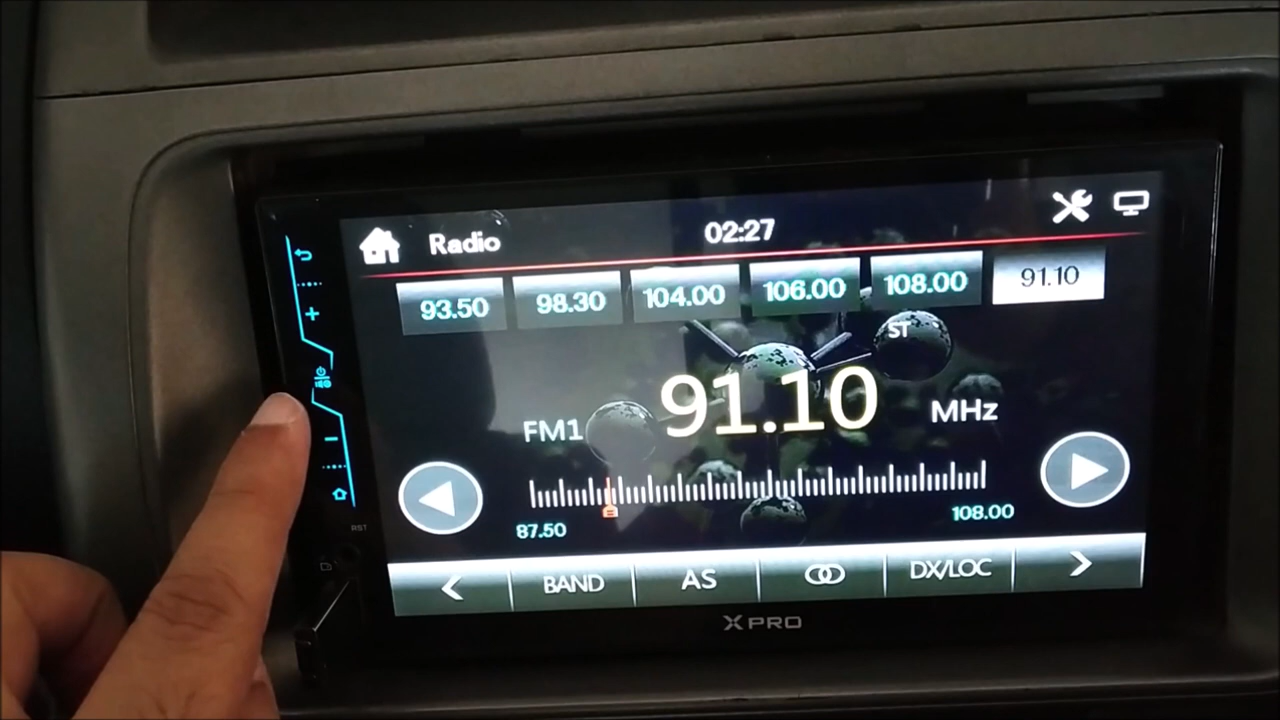 Radio
02:27
93.50 98.30 104.00 106.00 108.00 91.10
ST
FM1 91.10 MHz
87.50 108.00
RST
BAND AS DX/LOC
XPRO